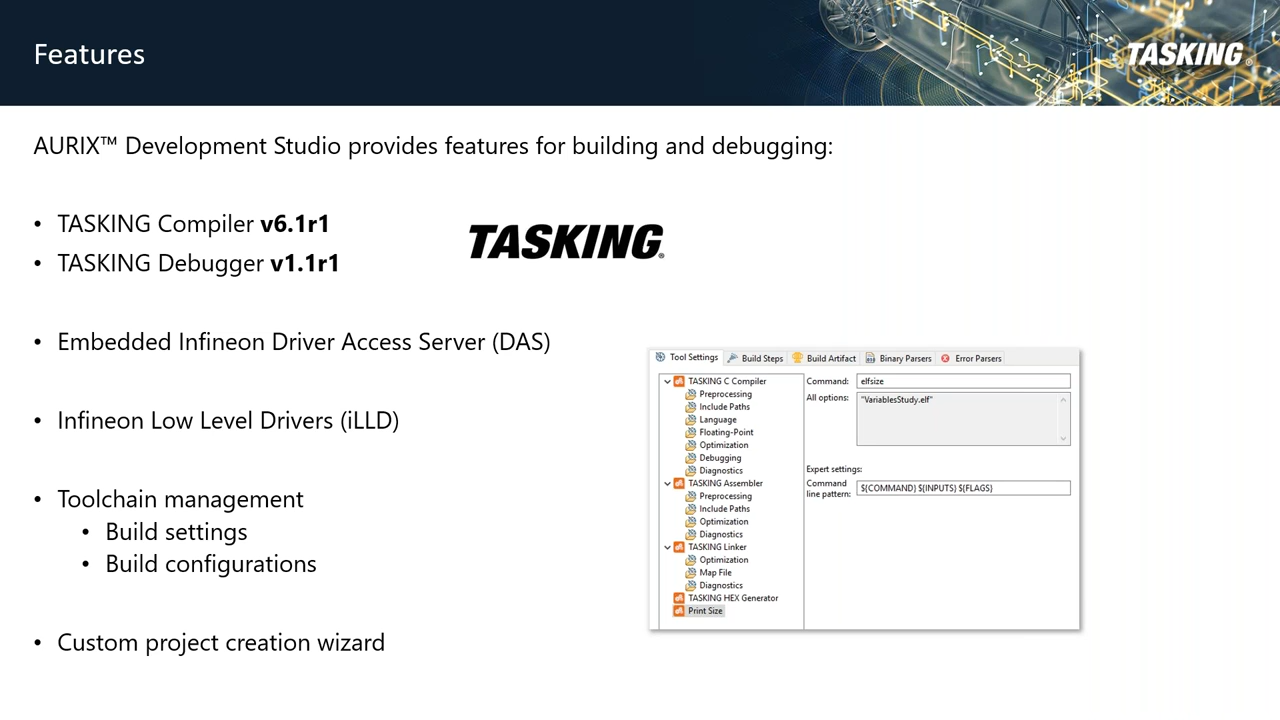 Features
TASKING®
AURIX™ Development Studio provides features for building and debugging:
• TASKING Compiler v6.1r1
• TASKING Debugger v1.1r1
TASKING®
• Embedded Infineon Driver Access Server (DAS)
• Infineon Low Level Drivers (iLLD)
• Toolchain management
• Build settings
• Build configurations
• Custom project creation wizard
Tool Settings Build Steps Build Artifact Binary Parsers Error Parsers
TASKING C Compiler
Preprocessing
Include Paths
Language
Floating-Point
Optimization
Debugging
Diagnostics
TASKING Assembler
Preprocessing
Include Paths
Optimization
Diagnostics
TASKING Linker
Optimization
Map File
Diagnostics
TASKING HEX Generator
Print Size
Command: elfsize
All options: "VariablesStudy.elf"
Expert settings:
Command
line pattern: ${COMMAND} ${INPUTS} ${FLAGS}